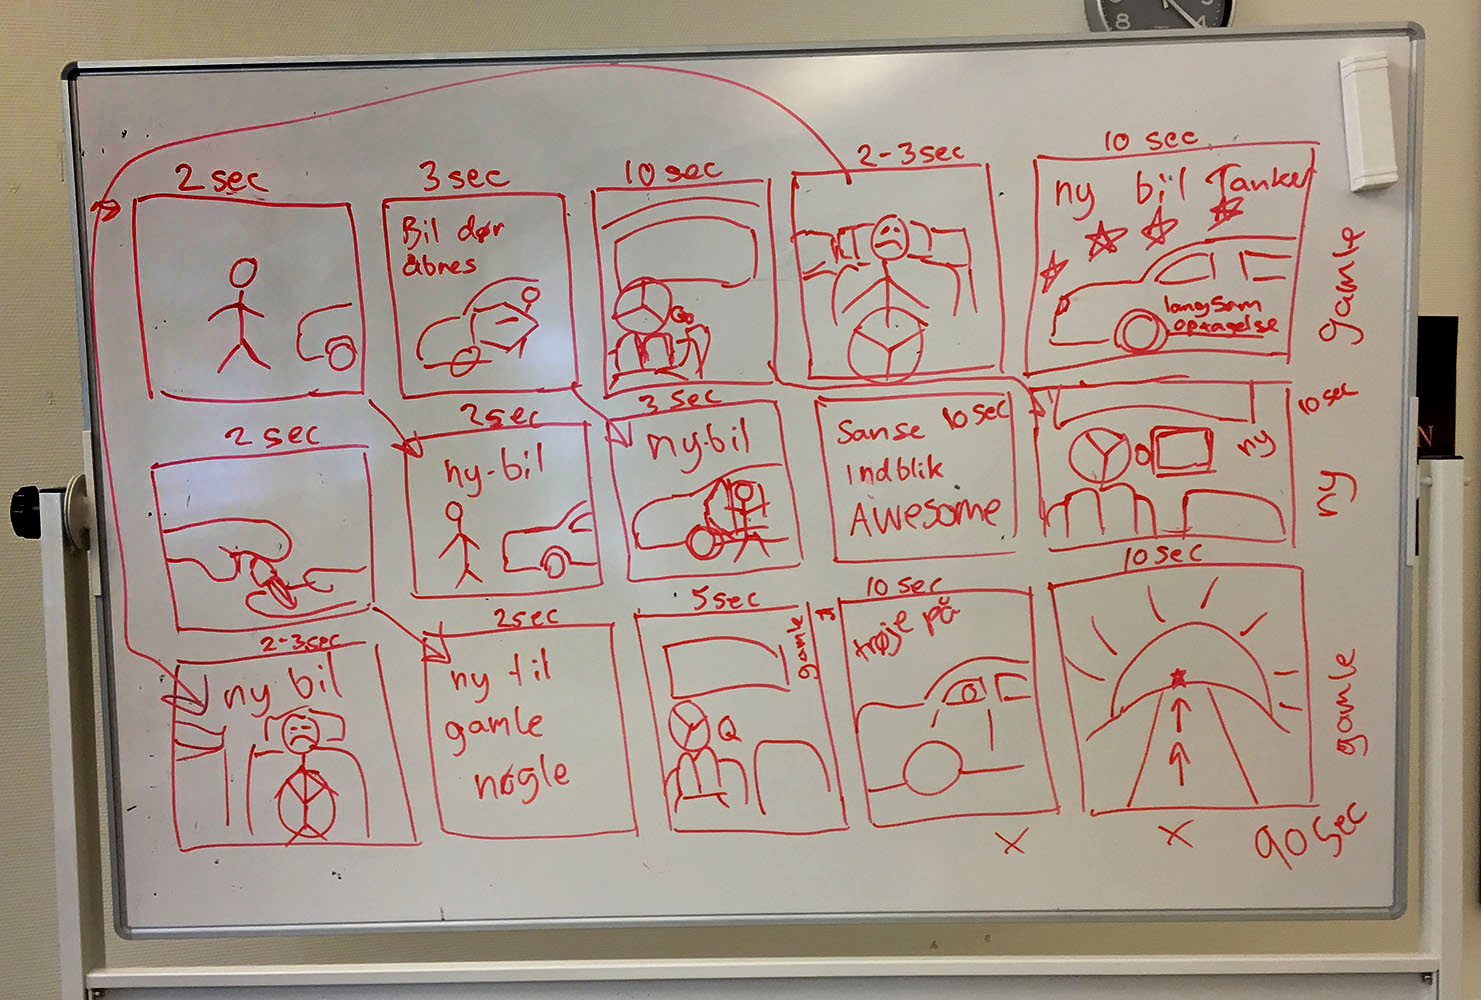 8
4
2 sec
3 sec
10 sec
2-3 sec
10 sec
Bil dør
åbnes
ny bil Tanker
langsom
opdagelse
gamle
2 sec
2 sec
ny-bil
3 sec
ny-bil
Sanse 10 sec
indblik
AWesome
ny
10 sec
ny
2-3 sec
ny bil
2 sec
ny til
gamle
nøgle
5 sec
gamle
10 sec
trøje på
10 sec
gamle
X
X
90 sec
N